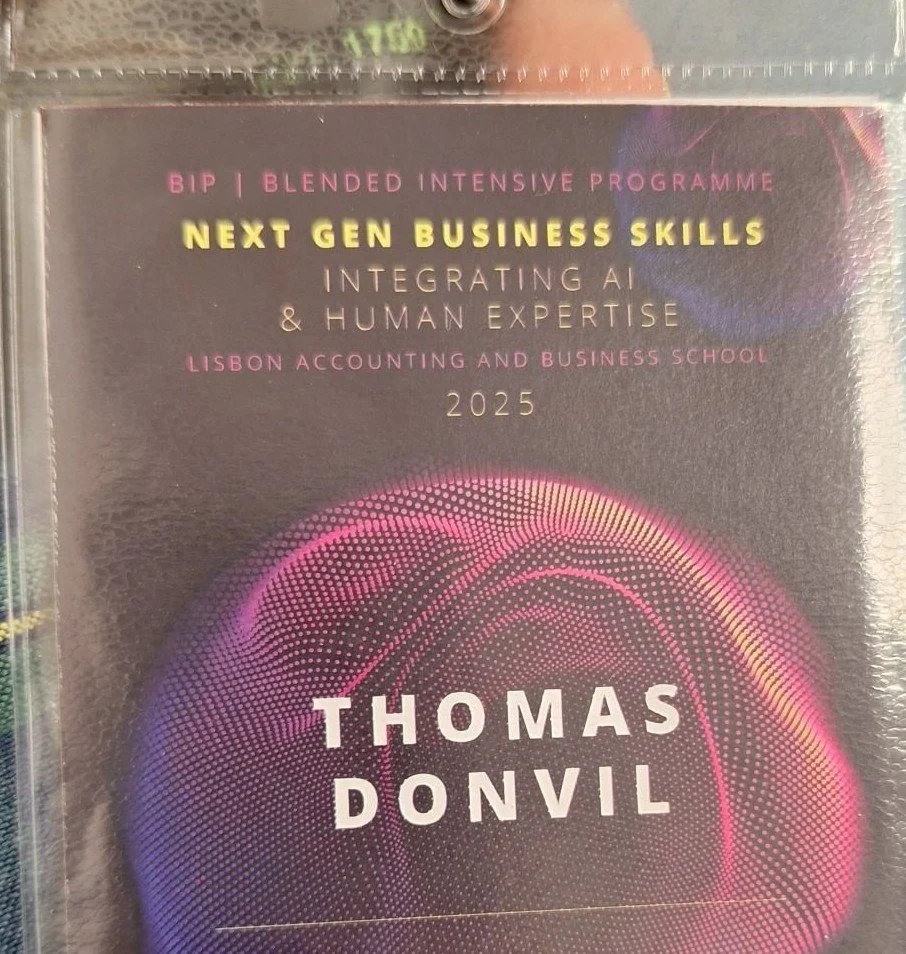 BIP | BLENDED INTENSIVE PROGRAMME
NEXT GEN BUSINESS SKILLS
INTEGRATING AI
& HUMAN EXPERTISE
LISBON ACCOUNTING AND BUSINESS SCHOOL
2025
THOMAS
DONVIL